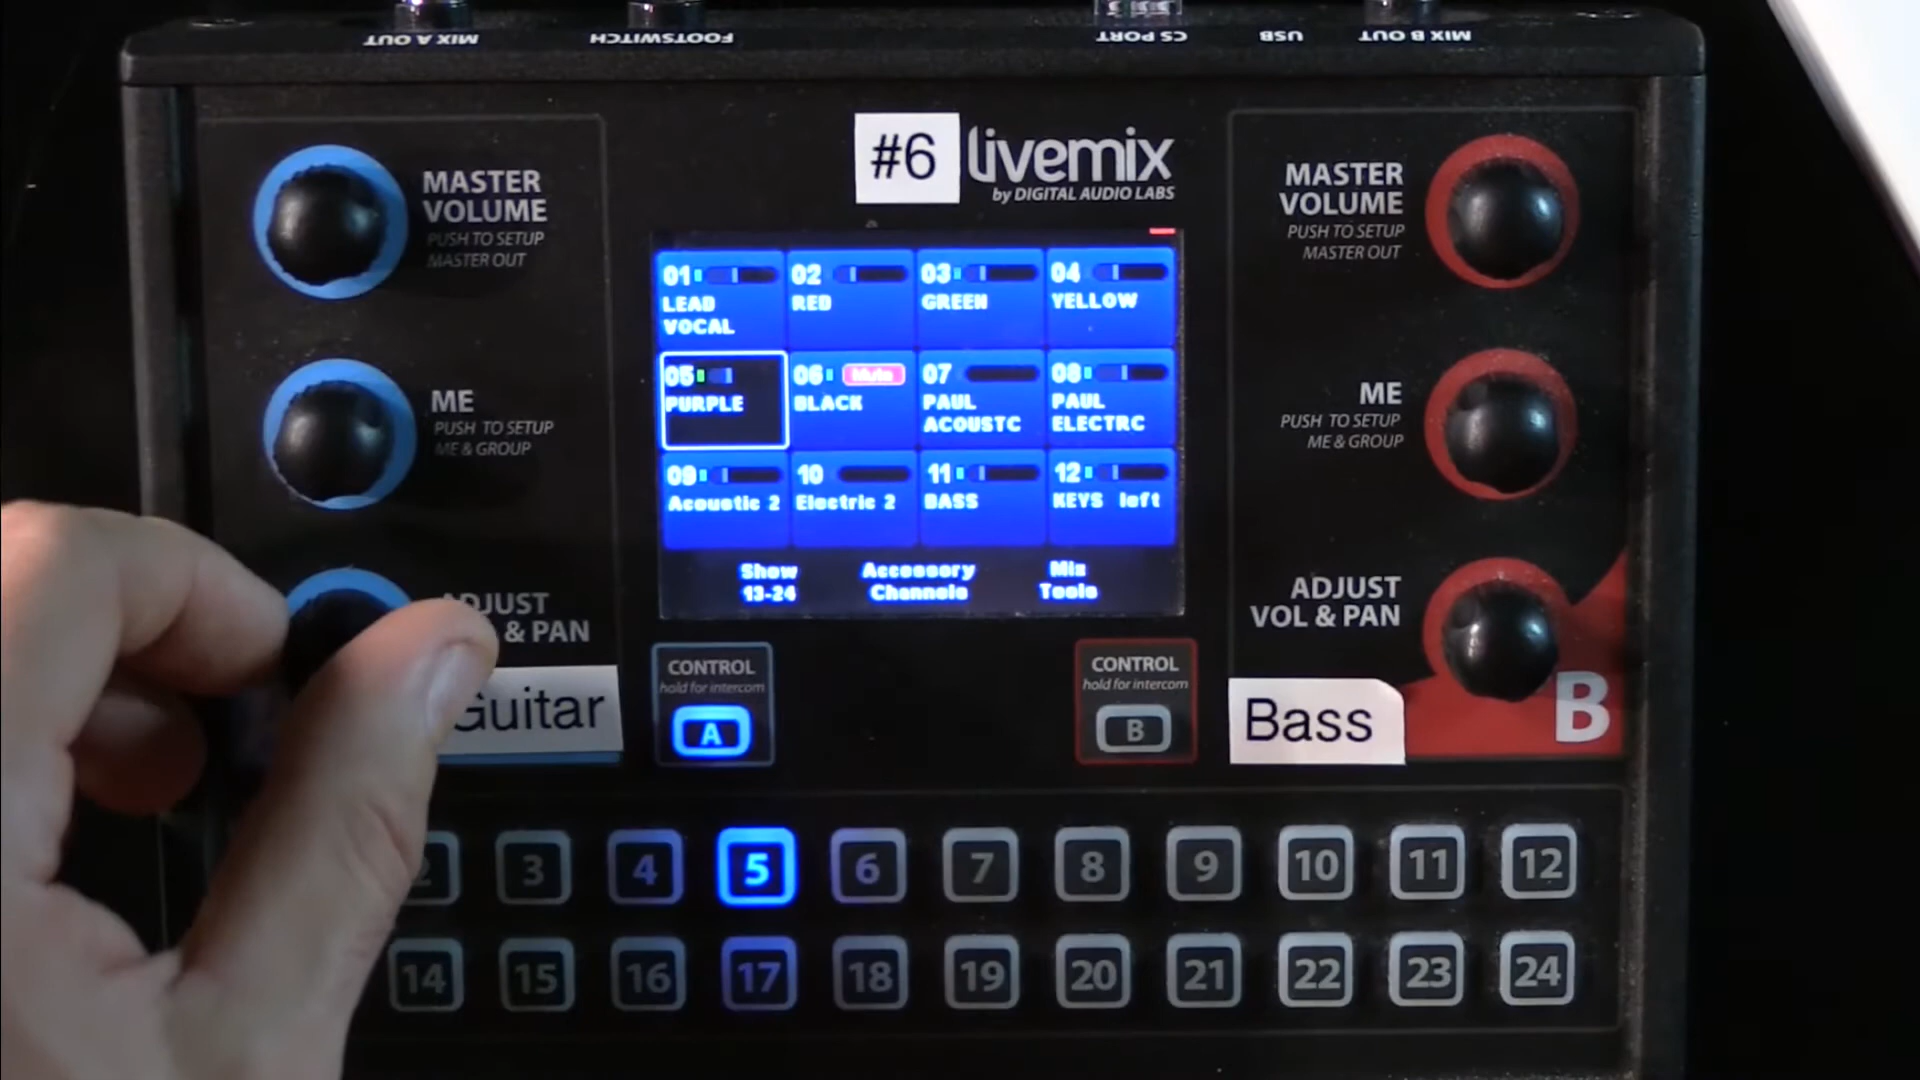 MIX A OUT
FOOTSWITCH
CS PORT
USB
MIX B OUT
#6
livemix
by DIGITAL AUDIO LABS
MASTER
VOLUME
PUSH TO SETUP
MASTER OUT
ME
PUSH TO SETUP
ME & GROUP
ADJUST
& PAN
Guitar
01
LEAD
VOCAL
02
RED
03
GREEN
04
YELLOW
05
PURPLE
06 Mute
BLACK
07
PAUL
ACOUSTC
08
PAUL
ELECTRC
09
Acoustic 2
10
Electric 2
11
BASS
12
KEYS left
Show
13-24
Accessory
Channels
Mix
Tools
CONTROL
hold for intercom
A
CONTROL
hold for intercom
B
MASTER
VOLUME
PUSH TO SETUP
MASTER OUT
ME
PUSH TO SETUP
ME & GROUP
ADJUST
VOL & PAN
B
Bass
2 3 4 5 6 7 8 9 10 11 12
14 15 16 17 18 19 20 21 22 23 24